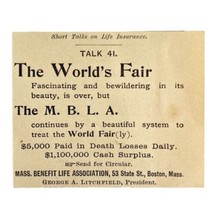 Short Talks on Life Insurance.
TALK 41.
The World's Fair
Fascinating and bewildering in its
beauty, is over, but
The M. B. L. A.
continues by a beautiful system to
treat the World Fair(ly).
$5,000 Paid in Death Losses Daily.
$1,100,000 Cash Surplus.
Send for Circular.
MASS. BENEFIT LIFE ASSOCIATION, 53 State St., Boston, Mass.
GEORGE A. LITCHFIELD, President.